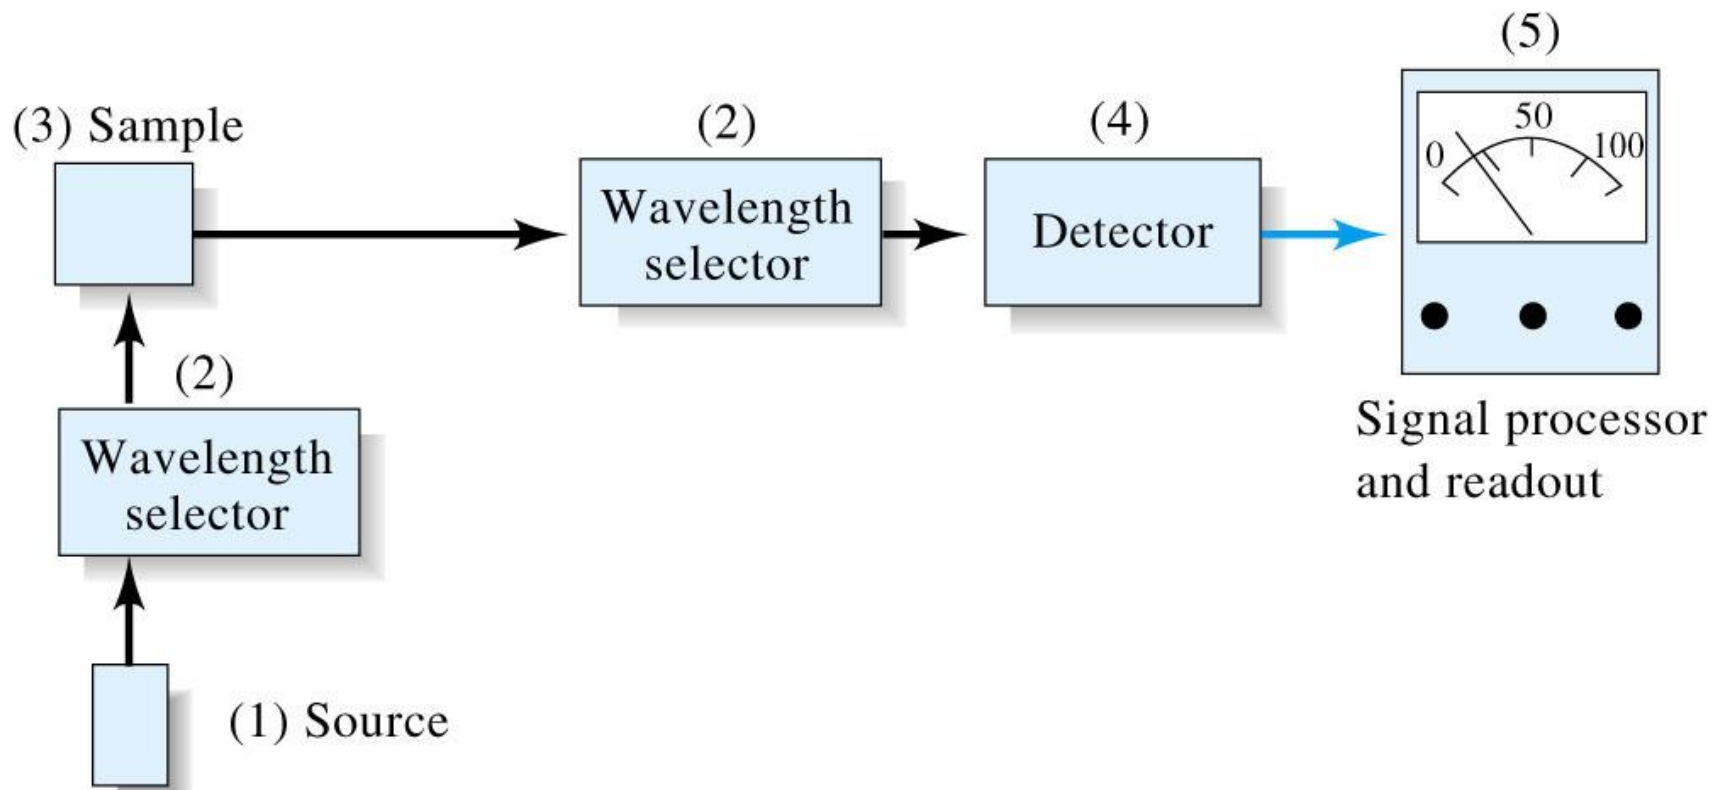 (5)
(3) Sample
(2)
(4)
0
50
100
Wavelength
selector
Detector
(2)
Wavelength
selector
Signal processor
and readout
(1) Source